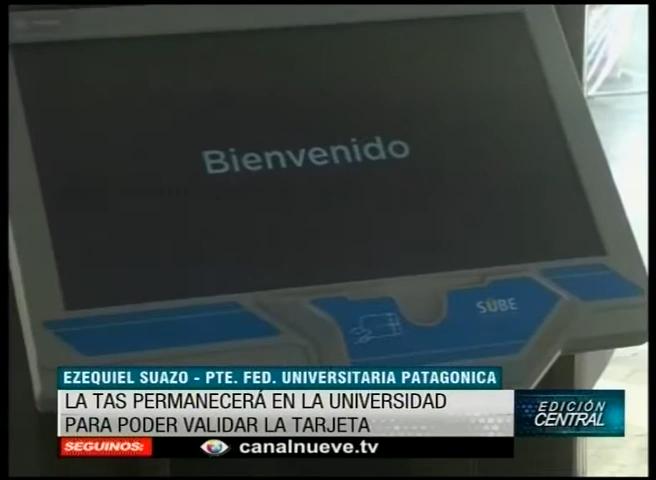 Bienvenido
SUBE
EZEQUIEL SUAZO - PTE. FED. UNIVERSITARIA PATAGONICA
LA TAS PERMANECERÁ EN LA UNIVERSIDAD
PARA PODER VALIDAR LA TARJETA
EDICIÓN
CENTRAL
SEGUINOS:
canalnueve.tv